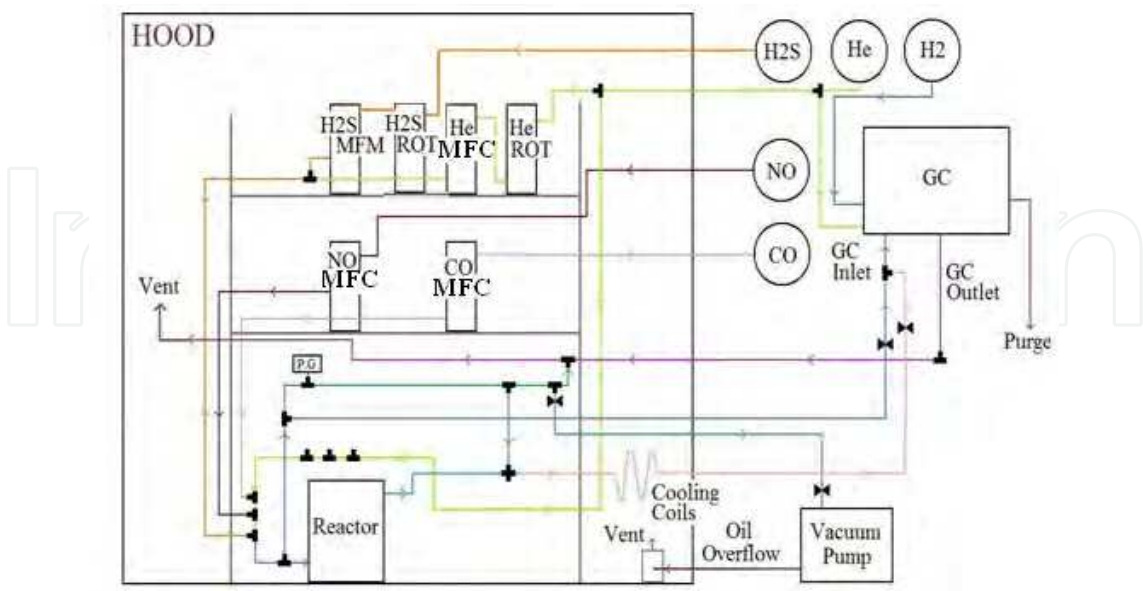 HOOD
H2S
He
H2
H2S
MFM
H2S
ROT
He
MFC
He
ROT
NO
GC
NO
MFC
CO
MFC
CO
GC
Inlet
GC
Outlet
Vent
Purge
P.G
Reactor
Cooling
Coils
Vent
Oil
Overflow
Vacuum
Pump